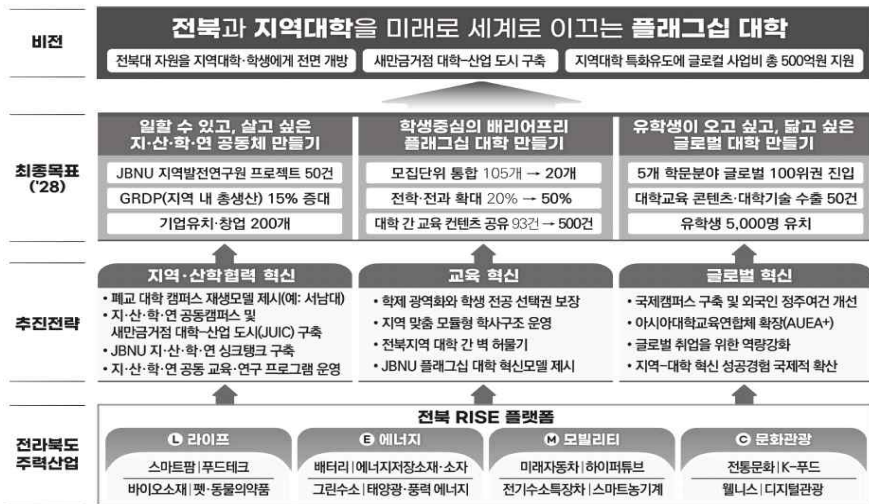 비전
전북과 지역대학을 미래로 세계로 이끄는 플래그십 대학
전북대 자원을 지역대학·학생에게 전면 개방
새만금거점 대학-산업 도시 구축
지역대학 특화유도에 글로컬 사업비 총 500억원 지원
최종목표
('28)
일할 수 있고, 살고 싶은
지·산·학·연 공동체 만들기
JBNU 지역발전연구원 프로젝트 50건
GRDP(지역 내 총생산) 15% 증대
기업유치·창업 200개
학생중심의 배리어프리
플래그십 대학 만들기
모집단위 통합 105개 → 20개
전학·전과 확대 20% → 50%
대학 간 교육 컨텐츠 공유 93건 → 500건
유학생이 오고 싶고, 닮고 싶은
글로벌 대학 만들기
5개 학문분야 글로벌 100위권 진입
대학교육 콘텐츠·대학기술 수출 50건
유학생 5,000명 유치
추진전략
지역·산학협력 혁신
• 폐교 대학 캠퍼스 재생모델 제시(예: 서남대)
• 지·산·학·연 공동캠퍼스 및
새만금거점 대학-산업 도시(JUIC) 구축
• JBNU 지·산·학·연 싱크탱크 구축
• 지·산·학·연 공동 교육·연구 프로그램 운영
교육 혁신
• 학제 광역화와 학생 전공 선택권 보장
• 지역 맞춤 모듈형 학사구조 운영
• 전북지역 대학 간 벽 허물기
• JBNU 플래그십 대학 혁신모델 제시
글로벌 혁신
• 국제캠퍼스 구축 및 외국인 정주여건 개선
• 아시아대학교육연합체 확장(AUEA+)
• 글로벌 취업을 위한 역량강화
• 지역-대학 혁신 성공경험 국제적 확산
전라북도
주력산업
전북 RISE 플랫폼
L 라이프
스마트팜|푸드테크
바이오소재|펫·동물의약품
E 에너지
배터리|에너지저장소재·소자
그린수소|태양광·풍력 에너지
M 모빌리티
미래자동차|하이퍼튜브
전기수소특장차|스마트농기계
C 문화관광
전통문화|K-푸드
웰니스|디지털관광